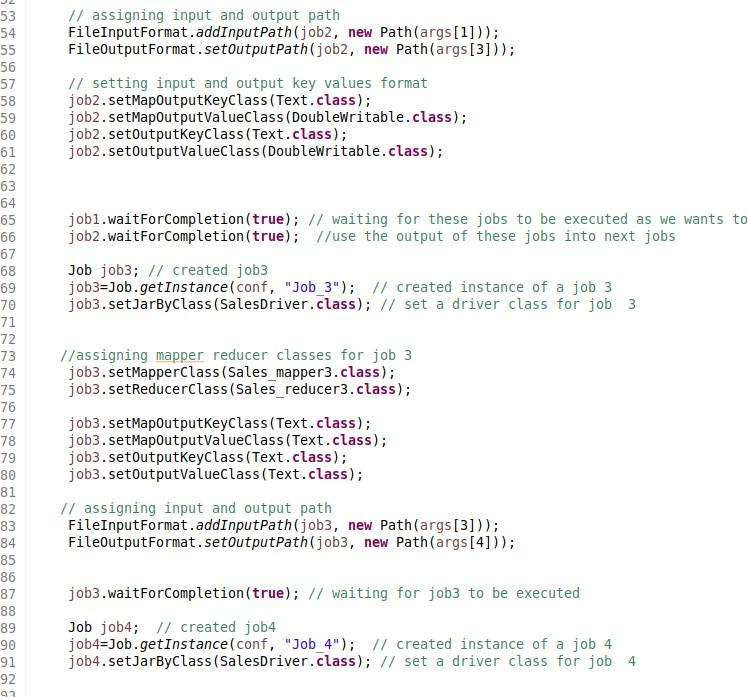 53 // assigning input and output path
54 FileInputFormat.addInputPath(job2, new Path(args[1]));
55 FileOutputFormat.setOutputPath(job2, new Path(args[3]));
56
57 // setting input and output key values format
58 job2.setMapOutputKeyClass(Text.class);
59 job2.setMapOutputValueClass(DoubleWritable.class);
60 job2.setOutputKeyClass(Text.class);
61 job2.setOutputValueClass(DoubleWritable.class);
62
63
64
65 job1.waitForCompletion(true); // waiting for these jobs to be executed as we wants to
66 job2.waitForCompletion(true);  //use the output of these jobs into next jobs
67
68 Job job3; // created job3
69 job3=Job.getInstance(conf, "Job_3");  // created instance of a job 3
70 job3.setJarByClass(SalesDriver.class); // set a driver class for job  3
71
72
73 //assigning mapper reducer classes for job 3
74 job3.setMapperClass(Sales_mapper3.class);
75 job3.setReducerClass(Sales_reducer3.class);
76
77 job3.setMapOutputKeyClass(Text.class);
78 job3.setMapOutputValueClass(Text.class);
79 job3.setOutputKeyClass(Text.class);
80 job3.setOutputValueClass(Text.class);
81
82 // assigning input and output path
83 FileInputFormat.addInputPath(job3, new Path(args[3]));
84 FileOutputFormat.setOutputPath(job3, new Path(args[4]));
85
86
87 job3.waitForCompletion(true); // waiting for job3 to be executed
88
89 Job job4;  // created job4
90 job4=Job.getInstance(conf, "Job_4");  // created instance of a job 4
91 job4.setJarByClass(SalesDriver.class); // set a driver class for job  4
92